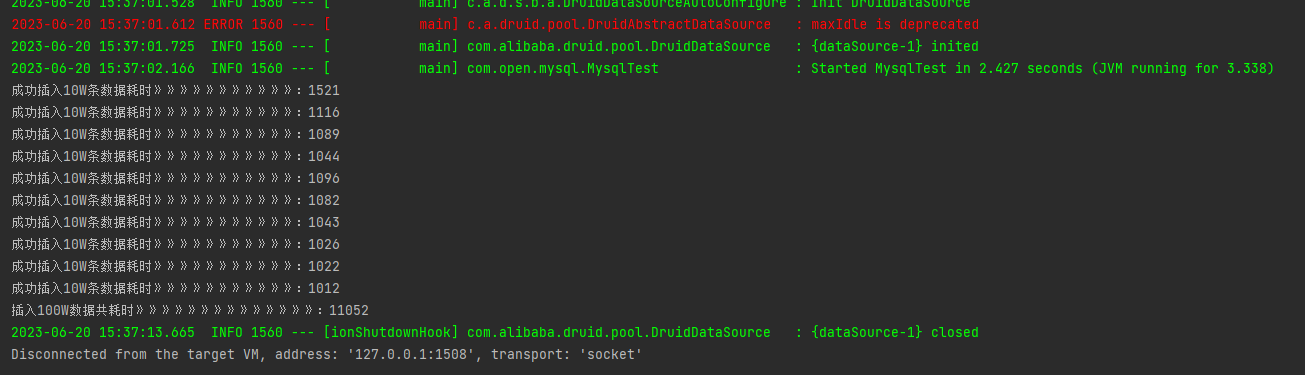 2023-06-20 15:37:01.528  INFO 1560 --- [           main] c.a.d.s.b.a.DruidDataSourceAutoConfigure : Init DruidDataSource
2023-06-20 15:37:01.612 ERROR 1560 --- [           main] c.a.druid.pool.DruidAbstractDataSource   : maxIdle is deprecated
2023-06-20 15:37:01.725  INFO 1560 --- [           main] com.alibaba.druid.pool.DruidDataSource   : {dataSource-1} inited
2023-06-20 15:37:02.166  INFO 1560 --- [           main] com.open.mysql.MysqlTest                 : Started MysqlTest in 2.427 seconds (JVM running for 3.338)
成功插入10W条数据耗时》》》》》》》》》》》：1521
成功插入10W条数据耗时》》》》》》》》》》》：1116
成功插入10W条数据耗时》》》》》》》》》》》：1089
成功插入10W条数据耗时》》》》》》》》》》》：1044
成功插入10W条数据耗时》》》》》》》》》》》：1096
成功插入10W条数据耗时》》》》》》》》》》》：1082
成功插入10W条数据耗时》》》》》》》》》》》：1043
成功插入10W条数据耗时》》》》》》》》》》》：1026
成功插入10W条数据耗时》》》》》》》》》》》：1022
成功插入10W条数据耗时》》》》》》》》》》》：1012
插入100W数据共耗时》》》》》》》》》》》》》》：11052
2023-06-20 15:37:13.665  INFO 1560 --- [ionShutdownHook] com.alibaba.druid.pool.DruidDataSource   : {dataSource-1} closed
Disconnected from the target VM, address: '127.0.0.1:1508', transport: 'socket'